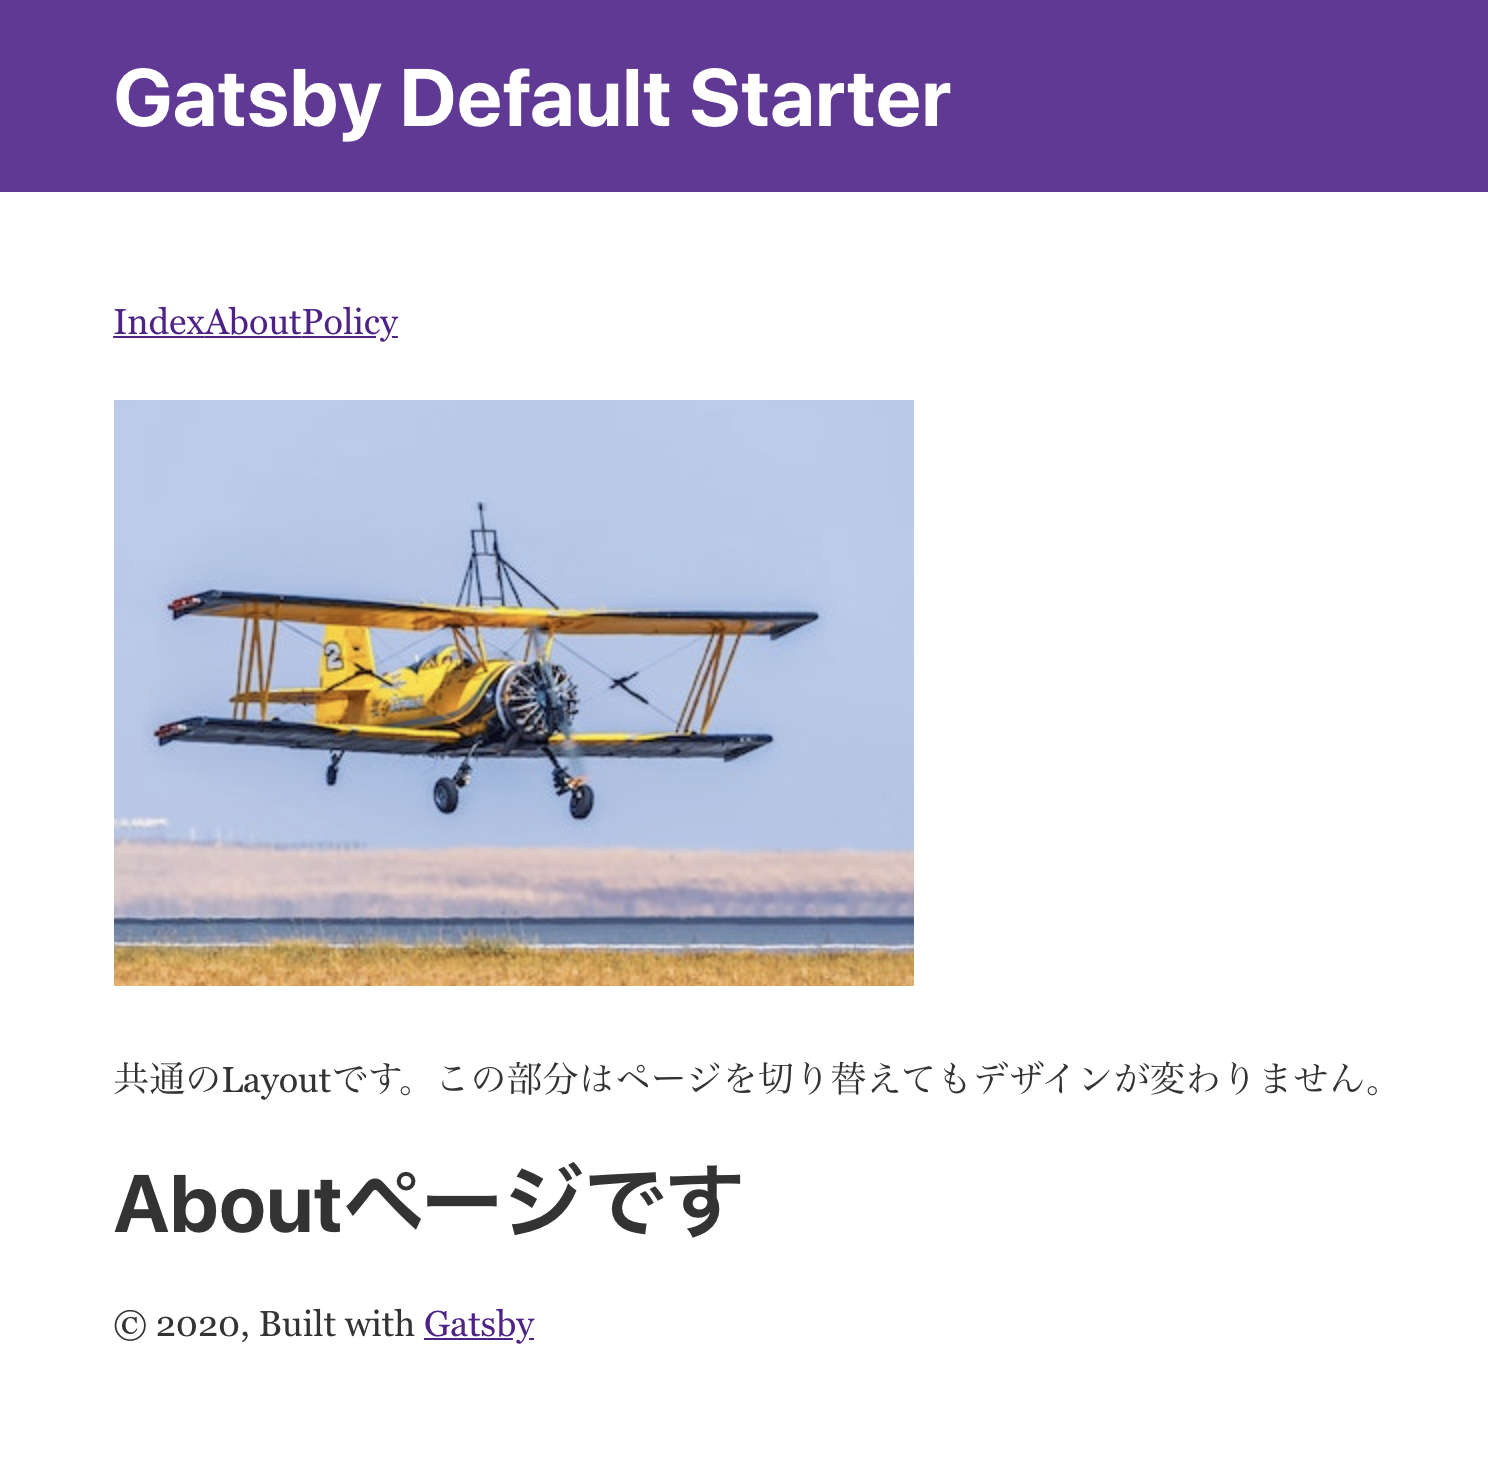 Gatsby Default Starter
IndexAboutPolicy
2
共通のLayoutです。この部分はページを切り替えてもデザインが変わりません。
Aboutページです
© 2020, Built with Gatsby